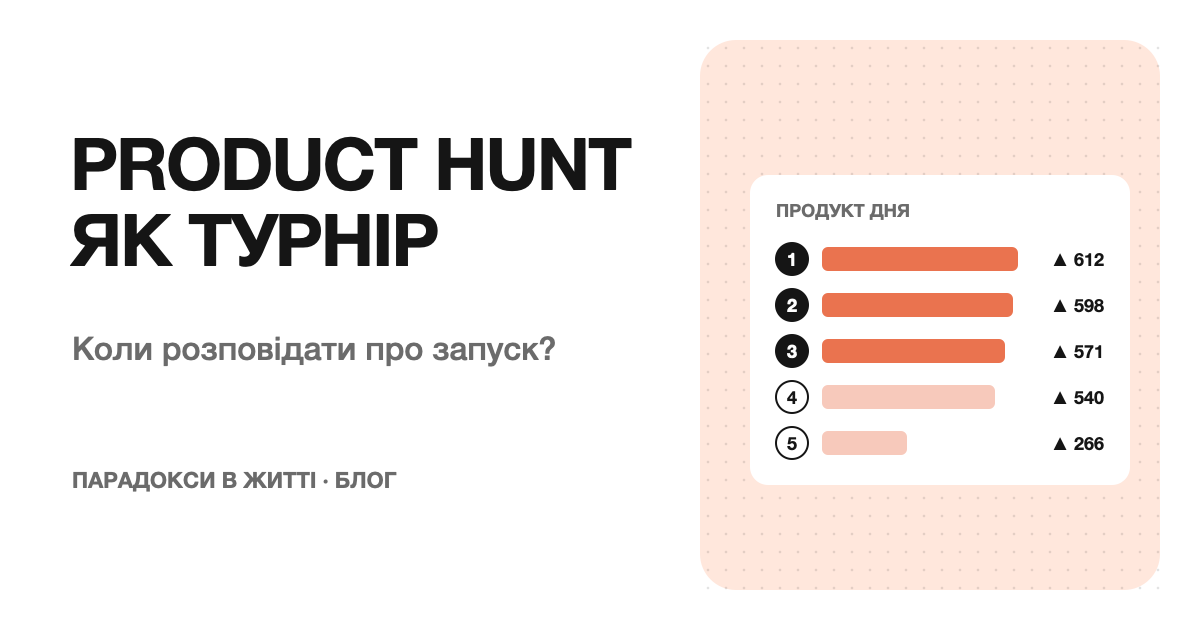 PRODUCT HUNT
ЯК ТУРНІР
Коли розповідати про запуск?
ПАРАДОКСИ В ЖИТТІ · БЛОГ
ПРОДУКТ ДНЯ
1 ▲ 612
2 ▲ 598
3 ▲ 571
4 ▲ 540
5 ▲ 266